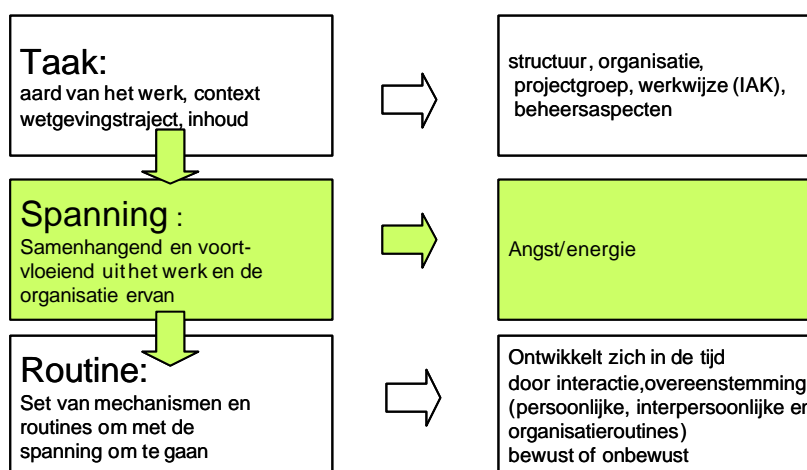 Taak:
aard van het werk, context
wetgevingstraject, inhoud
structuur, organisatie,
projectgroep, werkwijze (IAK),
beheersaspecten
Spanning :
Samenhangend en voort-
vloeiend uit het werk en de
organisatie ervan
Angst/energie
Routine:
Set van mechanismen en
routines om met de
spanning om te gaan
Ontwikkelt zich in de tijd
door interactie,overeenstemming
(persoonlijke, interpersoonlijke en
organisatieroutines)
bewust of onbewust